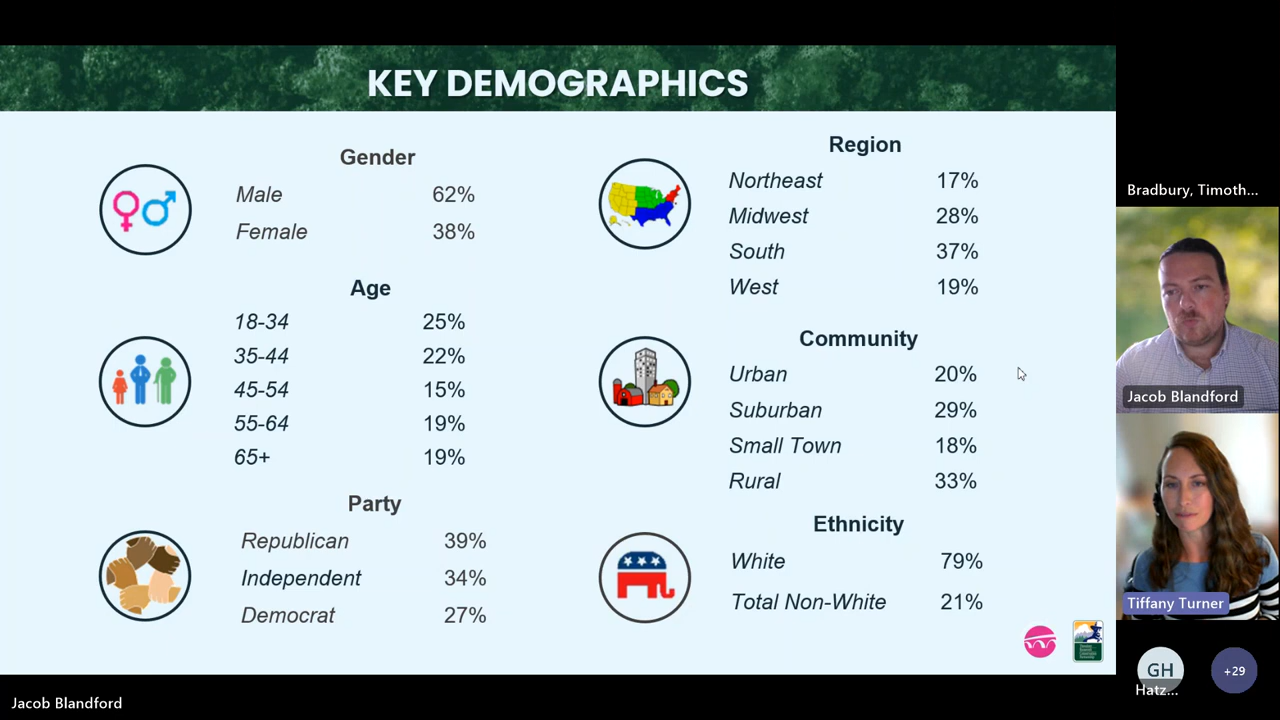 KEY DEMOGRAPHICS
Gender
Male 62%
Female 38%
Age
18-34 25%
35-44 22%
45-54 15%
55-64 19%
65+ 19%
Party
Republican 39%
Independent 34%
Democrat 27%
Region
Northeast 17%
Midwest 28%
South 37%
West 19%
Community
Urban 20%
Suburban 29%
Small Town 18%
Rural 33%
Ethnicity
White 79%
Total Non-White 21%
Bradbury, Timoth...
Jacob Blandford
Tiffany Turner
GH
Hatz...
+29
Jacob Blandford